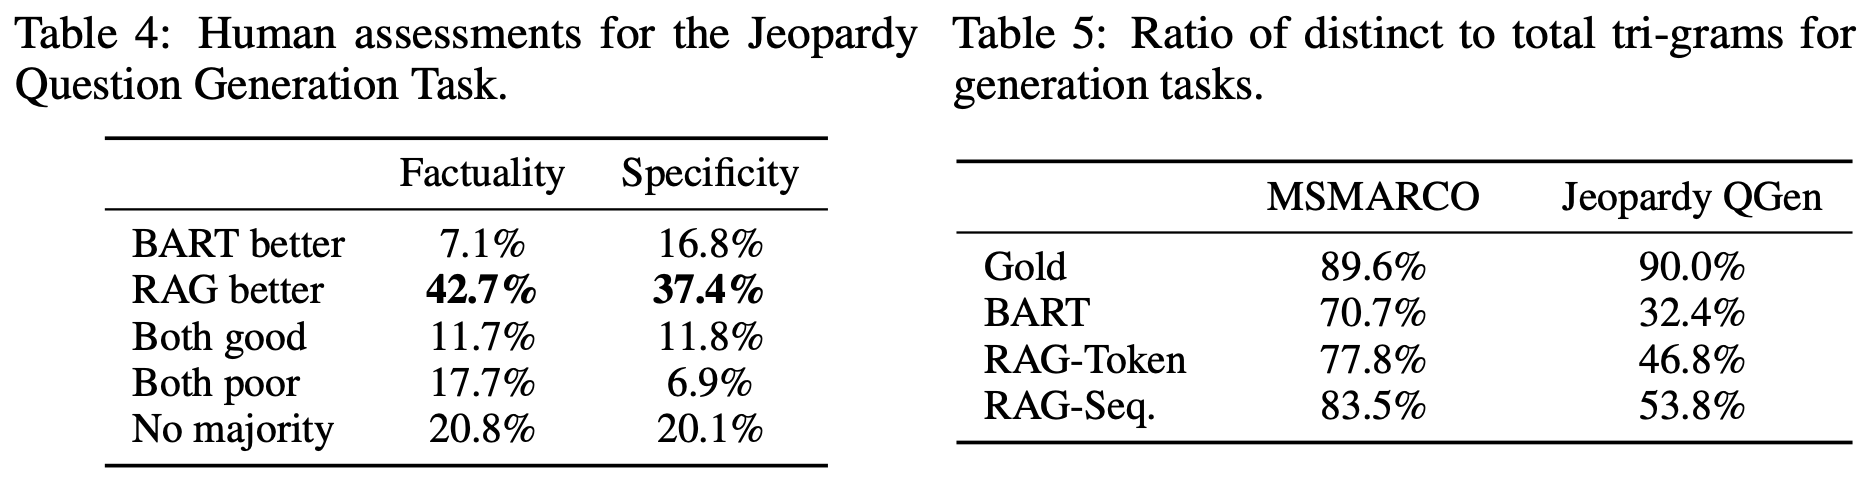 Table 4: Human assessments for the Jeopardy
Question Generation Task.
Factuality Specificity
BART better 7.1% 16.8%
RAG better 42.7% 37.4%
Both good 11.7% 11.8%
Both poor 17.7% 6.9%
No majority 20.8% 20.1%
Table 5: Ratio of distinct to total tri-grams for
generation tasks.
MSMARCO Jeopardy QGen
Gold 89.6% 90.0%
BART 70.7% 32.4%
RAG-Token 77.8% 46.8%
RAG-Seq. 83.5% 53.8%